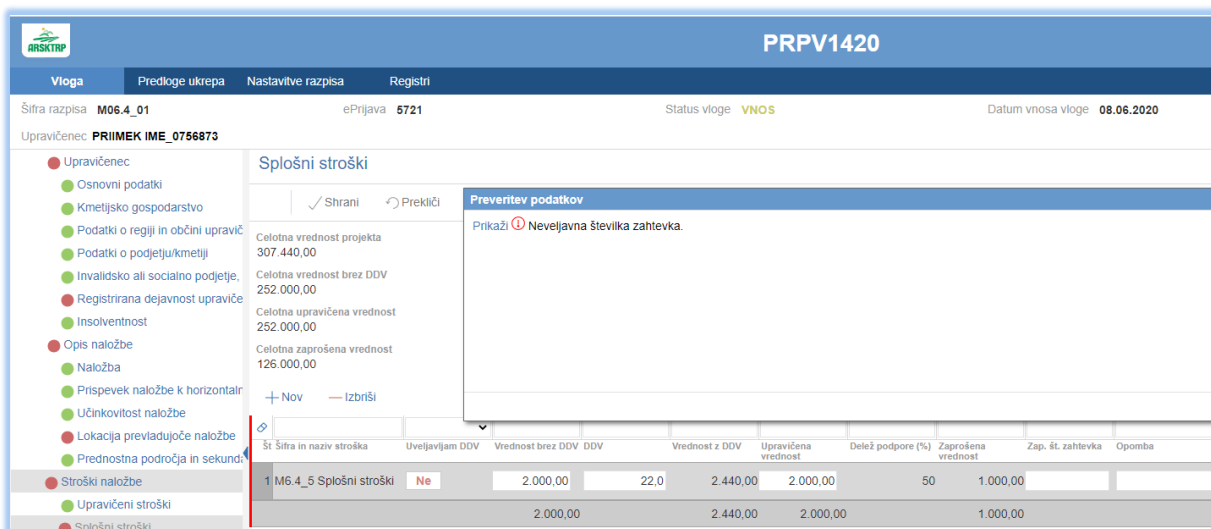 ARSKTRP
PRPV1420
Vloga Predloge ukrepa Nastavitve razpisa Registri
Šifra razpisa M06.4_01 ePrijava 5721 Status vloge VNOS Datum vnosa vloge 08.06.2020
Upravičenec PRIIMEK IME_0756873
Upravičenec
Osnovni podatki
Kmetijsko gospodarstvo
Podatki o regiji in občini upravič
Podatki o podjetju/kmetiji
Invalidsko ali socialno podjetje,
Registrirana dejavnost upraviče
Insolventnost
Opis naložbe
Naložba
Prispevek naložbe k horizontaln
Učinkovitost naložbe
Lokacija prevladujoče naložbe
Prednostna področja in sekunda
Stroški naložbe
Upravičeni stroški
Splošni stroški
Splošni stroški
Shrani Prekliči
Celotna vrednost projekta
307.440,00
Celotna vrednost brez DDV
252.000,00
Celotna upravičena vrednost
252.000,00
Celotna zaprošena vrednost
126.000,00
Nov Izbriši
Preveritev podatkov
Prikaži Neveljavna številka zahtevka.
Št Šifra in naziv stroška Uveljavljam DDV Vrednost brez DDV DDV Vrednost z DDV Upravičena vrednost Delež podpore (%) Zaprošena vrednost Zap. št. zahtevka Opomba
1 M6.4_5 Splošni stroški Ne 2.000,00 22,0 2.440,00 2.000,00 50 1.000,00
2.000,00 2.440,00 2.000,00 1.000,00